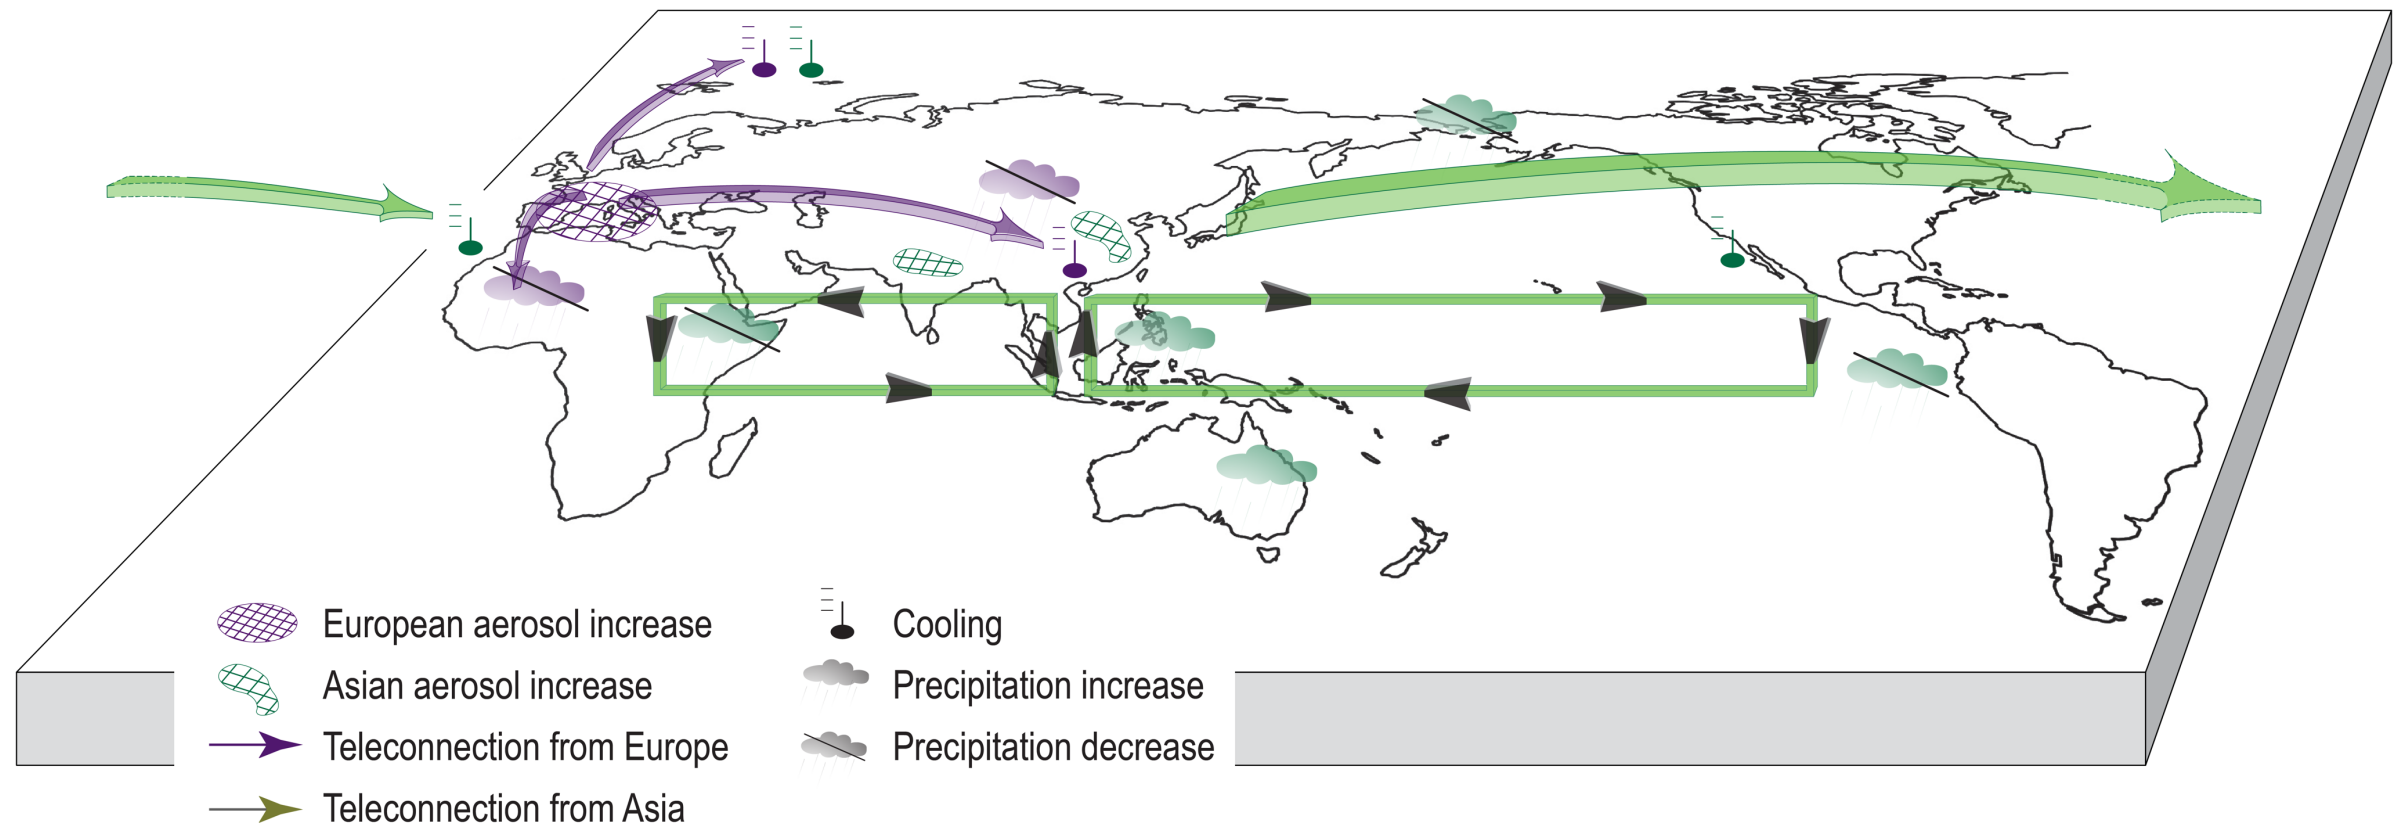 European aerosol increase
Asian aerosol increase
Teleconnection from Europe
Teleconnection from Asia
Cooling
Precipitation increase
Precipitation decrease